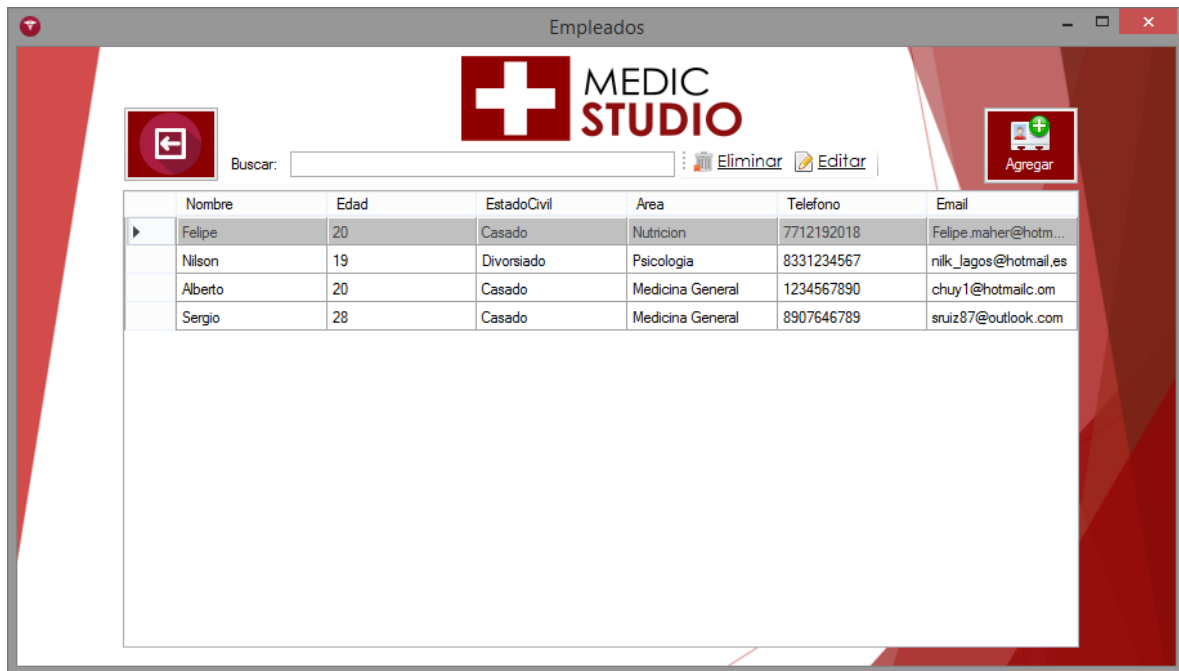 Empleados
MEDIC
STUDIO
Buscar:
Eliminar Editar
Agregar
Nombre Edad EstadoCivil Area Telefono Email
Felipe 20 Casado Nutricion 7712192018 Felipe.maher@hotm...
Nilson 19 Divorsiado Psicologia 8331234567 nilk_lagos@hotmail,es
Alberto 20 Casado Medicina General 1234567890 chuy1@hotmailc.om
Sergio 28 Casado Medicina General 8907646789 sruiz87@outlook.com